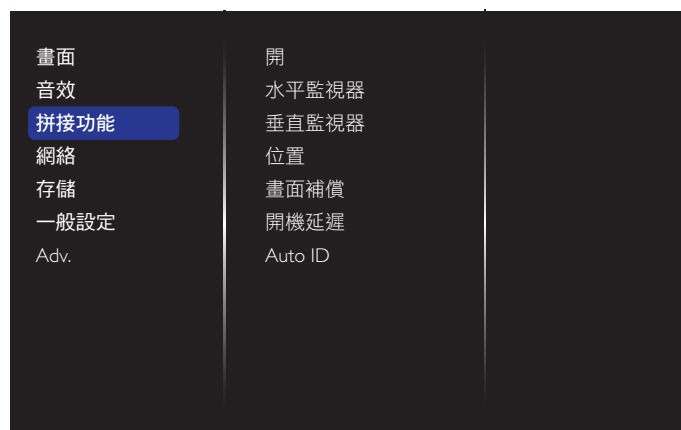 畫面
音效
拼接功能
網絡
存儲
一般設定
Adv.
開
水平監視器
垂直監視器
位置
畫面補償
開機延遲
Auto ID